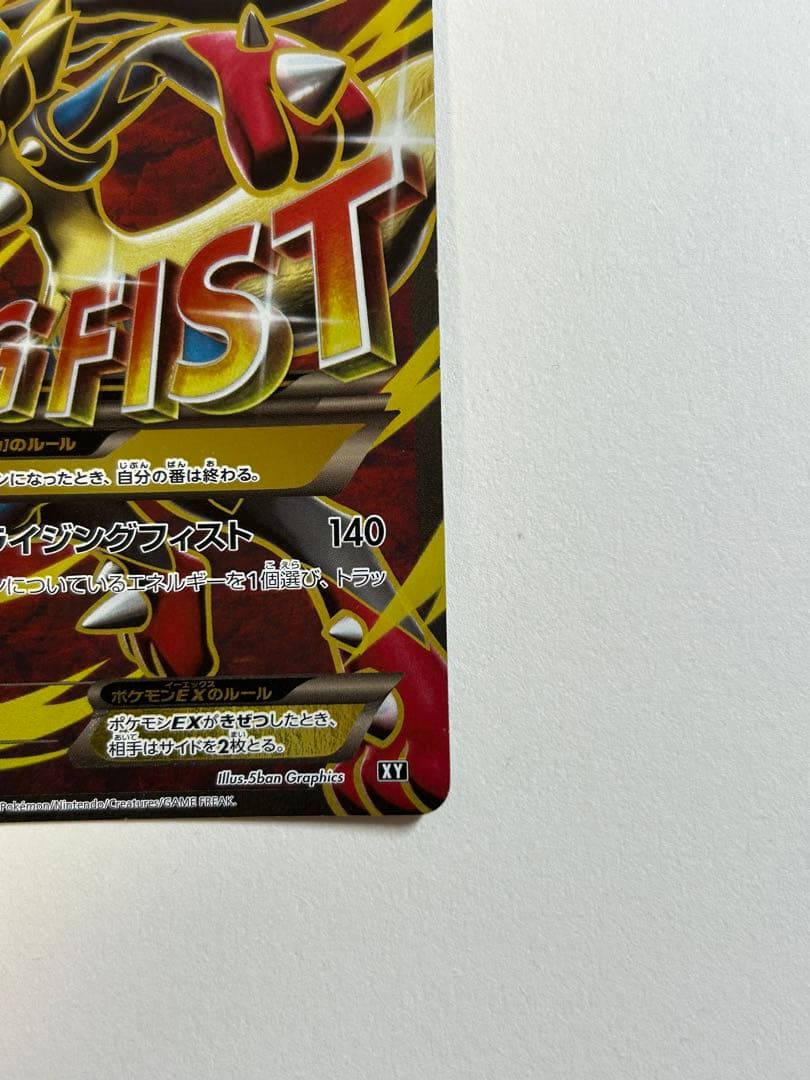 GFIST
]のルール
ンになったとき、自分の番は終わる。
ライジングフィスト 140
ンについているエネルギーを1個選び、トラッ
ポケモンEXのルール
ポケモンEXがきぜつしたとき、
相手はサイドを2枚とる。
Illus.5ban Graphics XY
Pokémon/Nintendo/Creatures/GAME FREAK.